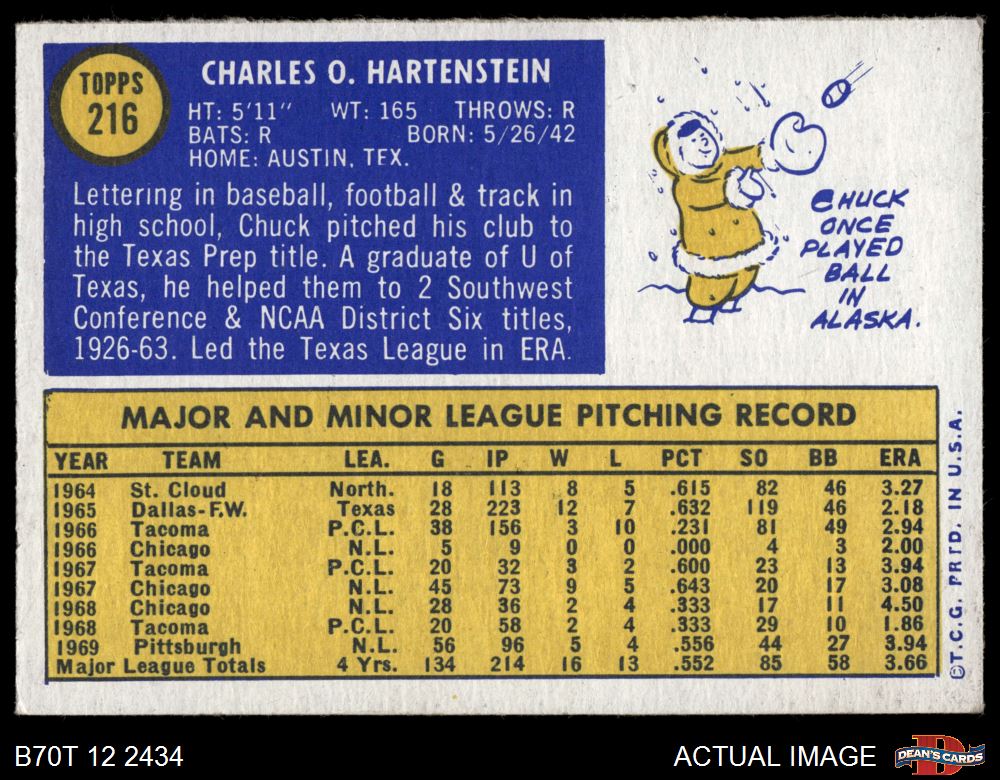 TOPPS
216
CHARLES O. HARTENSTEIN
HT: 5'11" WT: 165 THROWS: R
BATS: R BORN: 5/26/42
HOME: AUSTIN, TEX.
Lettering in baseball, football & track in
high school, Chuck pitched his club to
the Texas Prep title. A graduate of U of
Texas, he helped them to 2 Southwest
Conference & NCAA District Six titles,
1926-63. Led the Texas League in ERA.
CHUCK
ONCE
PLAYED
BALL
IN
ALASKA.
MAJOR AND MINOR LEAGUE PITCHING RECORD
YEAR TEAM LEA. G IP W L PCT SO BB ERA
1964 St. Cloud North. 18 113 8 5 .615 82 46 3.27
1965 Dallas-F.W. Texas 28 223 12 7 .632 119 46 2.18
1966 Tacoma P.C.L. 38 156 3 10 .231 81 49 2.94
1966 Chicago N.L. 5 9 0 0 .000 4 3 2.00
1967 Tacoma P.C.L. 20 32 3 2 .600 23 13 3.94
1967 Chicago N.L. 45 73 9 5 .643 20 17 3.08
1968 Chicago N.L. 28 36 2 4 .333 17 11 4.50
1968 Tacoma P.C.L. 20 58 2 4 .333 29 10 1.86
1969 Pittsburgh N.L. 56 96 5 4 .556 44 27 3.94
Major League Totals 4 Yrs. 134 214 16 13 .552 85 58 3.66
©T.C.G. PRTD. IN U.S.A.
B70T 12 2434
ACTUAL IMAGE
D
DEAN'S CARDS